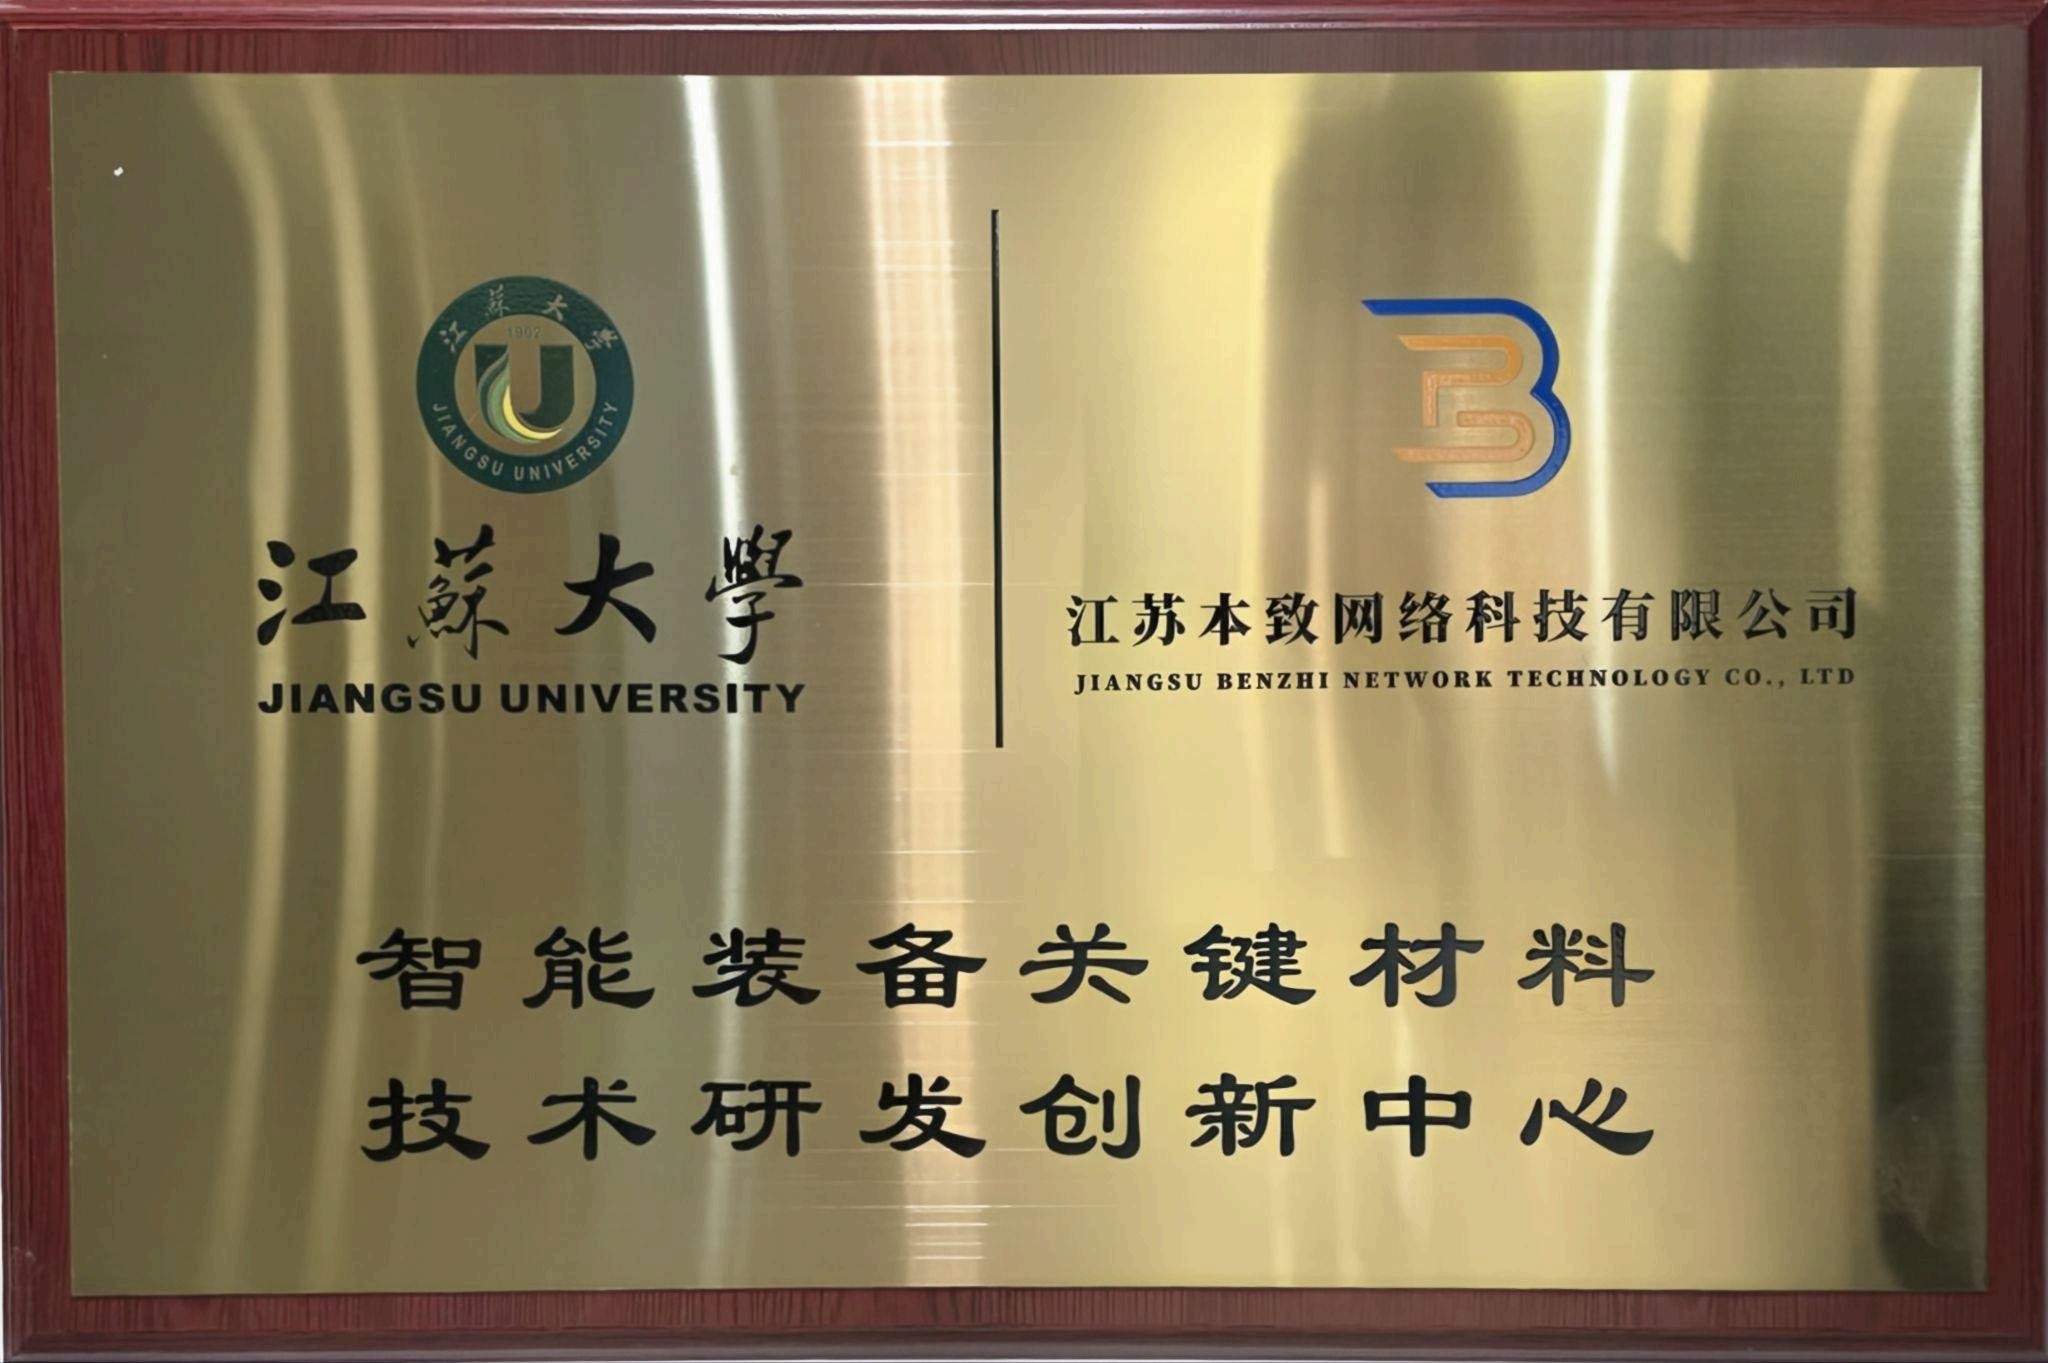 江蘇大學
1902
JIANGSU UNIVERSITY
江蘇大學
JIANGSU UNIVERSITY
江苏本致网络科技有限公司
JIANGSU BENZHI NETWORK TECHNOLOGY CO., LTD
智能装备关键材料
技术研发创新中心